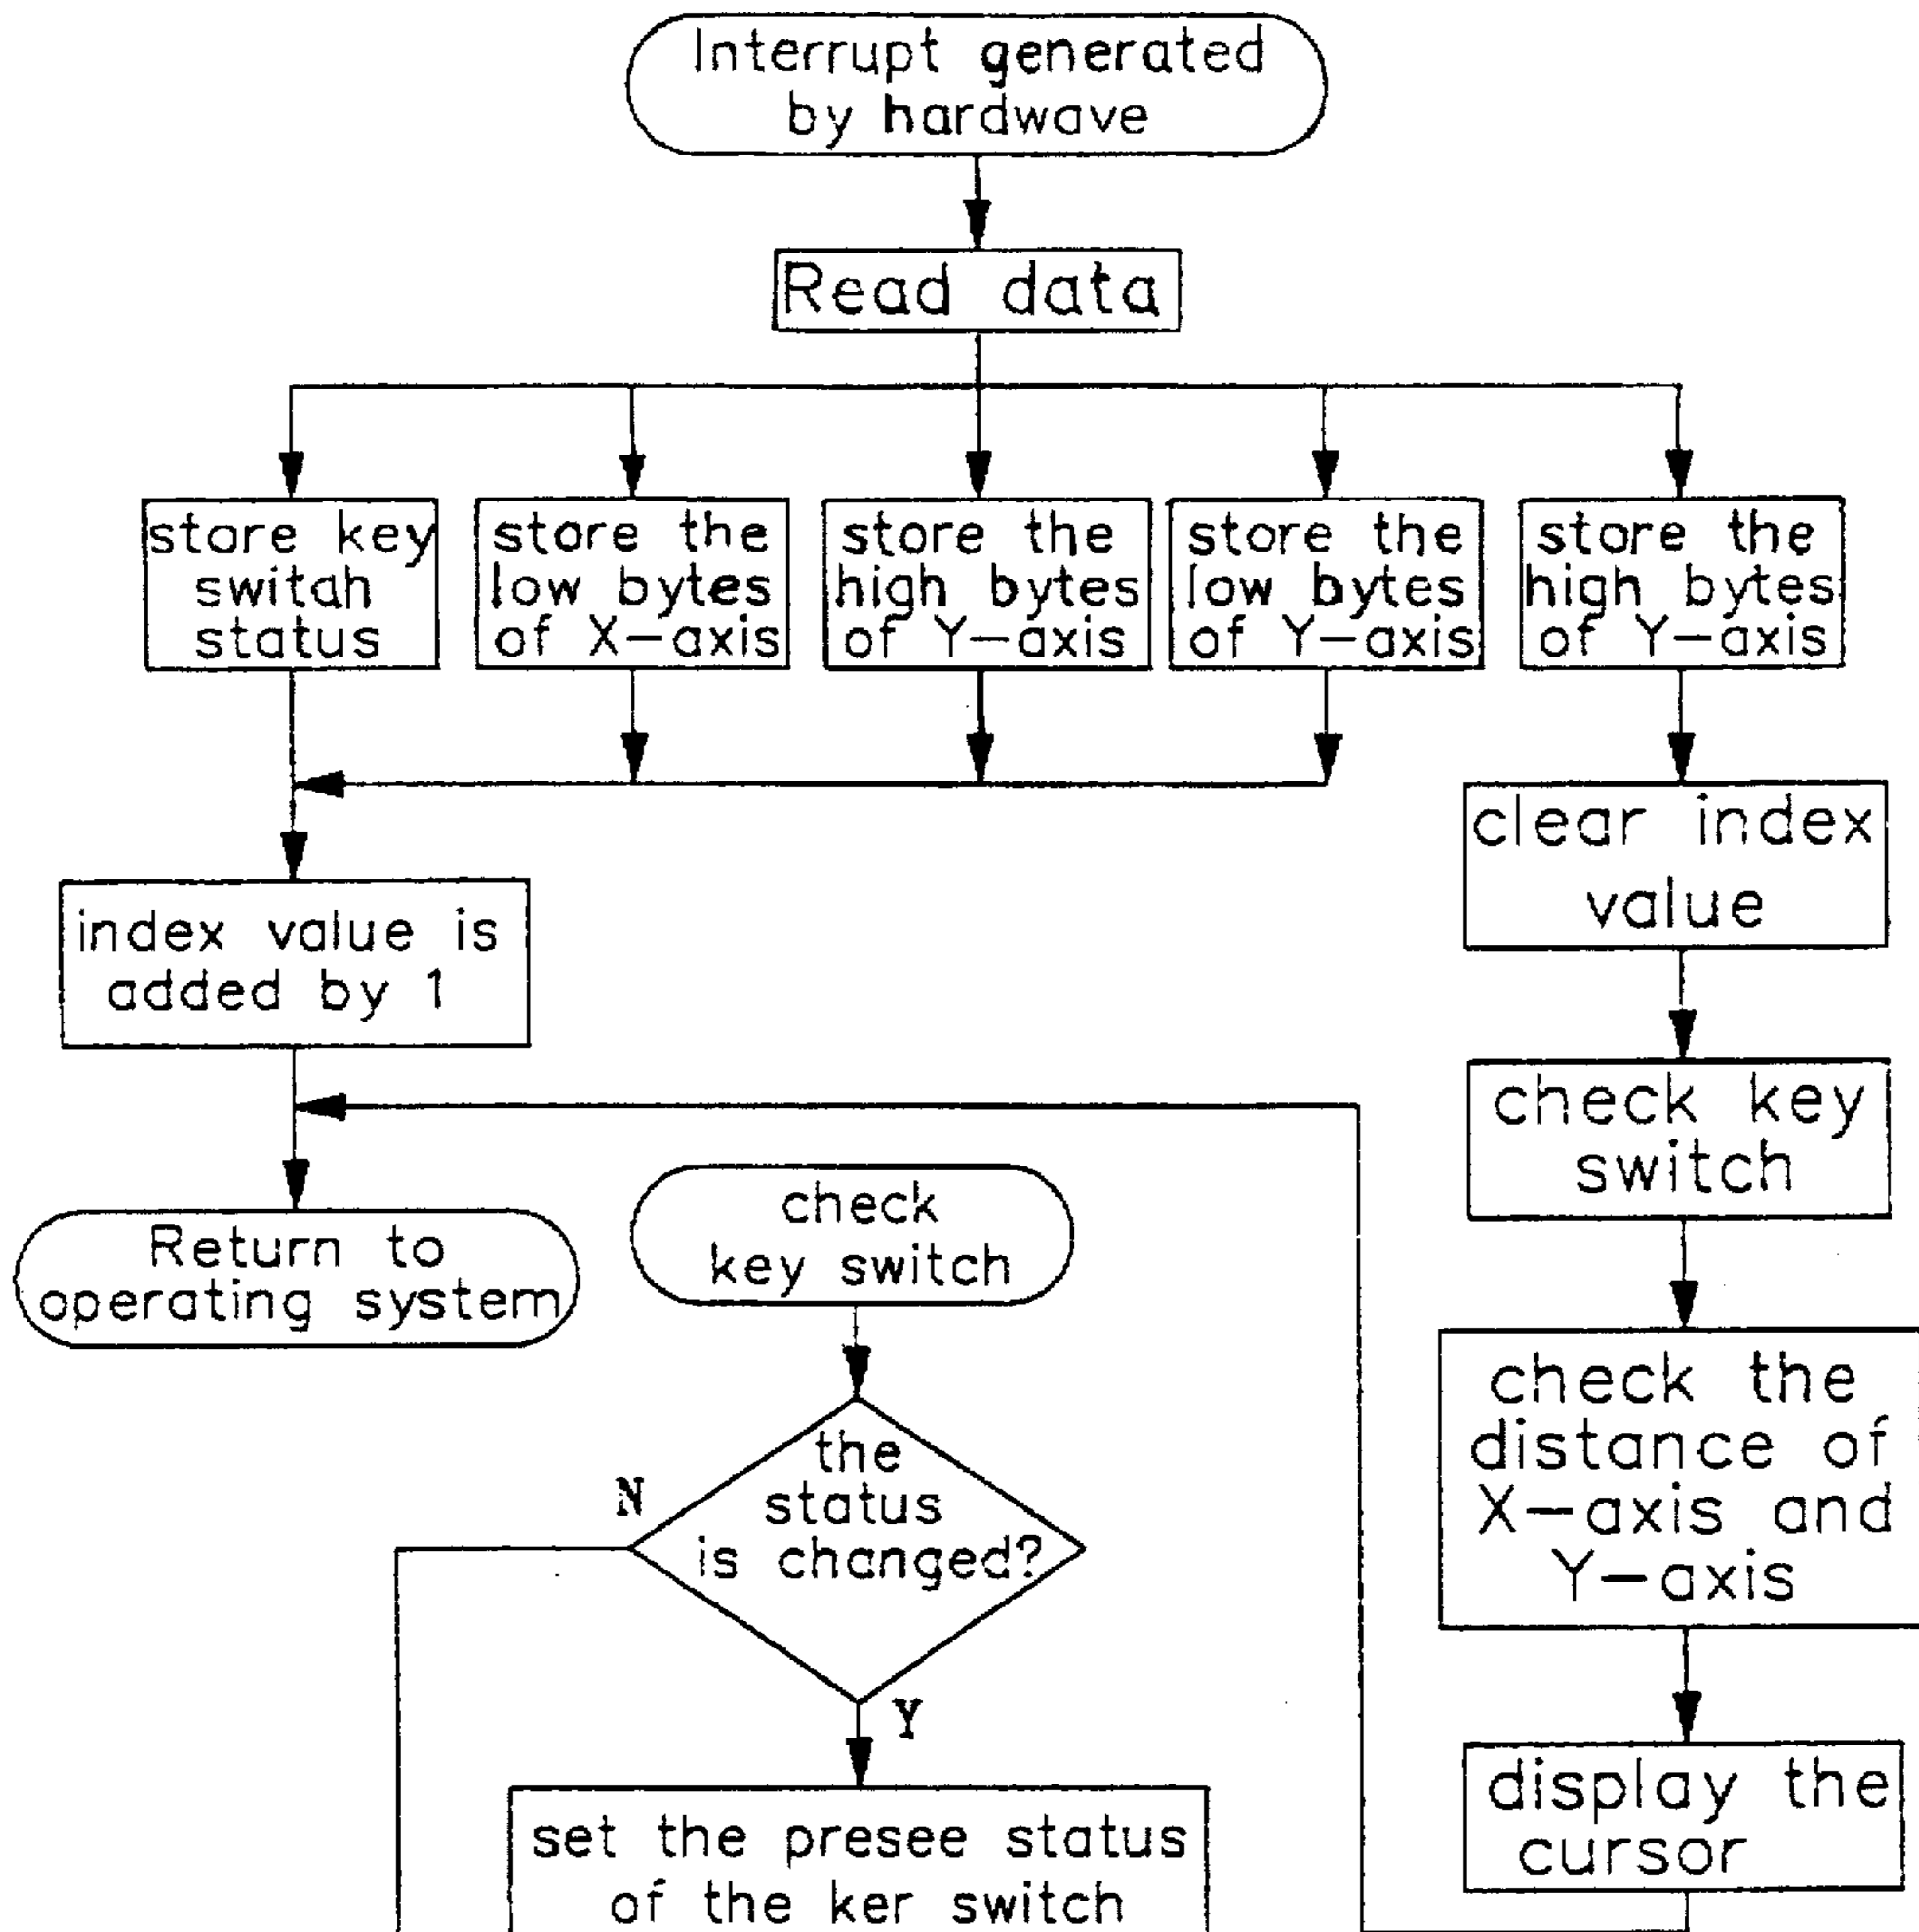 Interrupt generated
by hardwave
Read data
store key
switah
status
store the
low bytes
of X-axis
store the
high bytes
of Y-axis
store the
low bytes
of Y-axis
store the
high bytes
of Y-axis
clear index
value
index value is
added by 1
check key
switch
Return to
operating system
check
key switch
check the
distance of
X-axis and
Y-axis
the
status
is changed?
N
Y
display the
cursor
set the presee status
of the ker switch